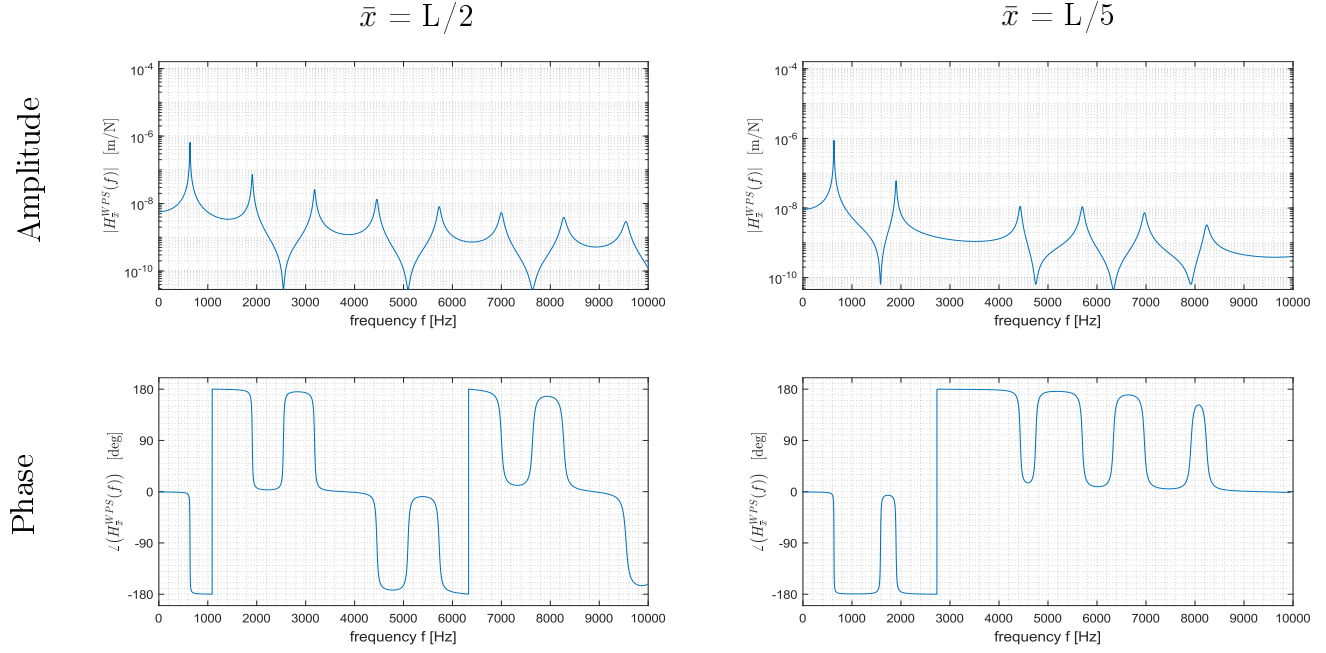 x̄ = L/2
x̄ = L/5
Amplitude
|H_x̄^{WPS}(f)| [m/N]
10^-4
10^-6
10^-8
10^-10
0 1000 2000 3000 4000 5000 6000 7000 8000 9000 10000
frequency f [Hz]
|H_x̄^{WPS}(f)| [m/N]
10^-4
10^-6
10^-8
10^-10
0 1000 2000 3000 4000 5000 6000 7000 8000 9000 10000
frequency f [Hz]
Phase
∠(H_x̄^{WPS}(f)) [deg]
180
90
0
-90
-180
0 1000 2000 3000 4000 5000 6000 7000 8000 9000 10000
frequency f [Hz]
∠(H_x̄^{WPS}(f)) [deg]
180
90
0
-90
-180
0 1000 2000 3000 4000 5000 6000 7000 8000 9000 10000
frequency f [Hz]